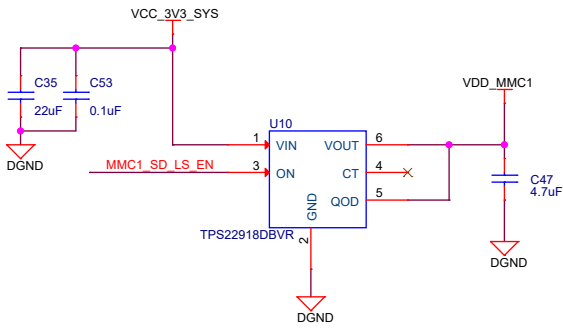 VCC_3V3_SYS
C35
C53
22uF
0.1uF
DGND
VDD_MMC1
U10
1
VIN
VOUT
6
MMC1_SD_LS_EN
3
ON
CT
4
QOD
5
GND
2
TPS22918DBVR
C47
4.7uF
DGND
DGND